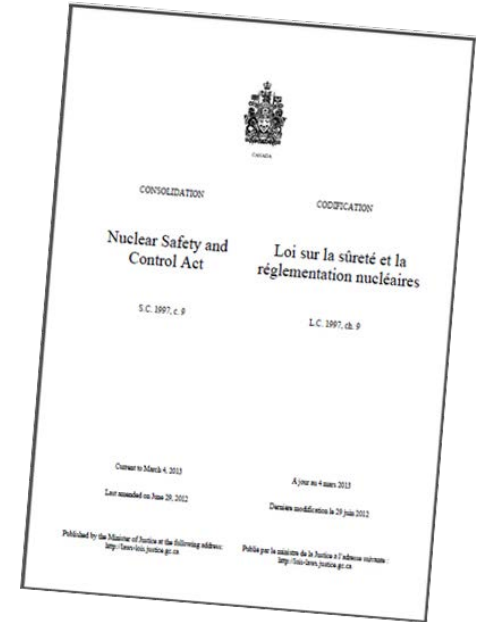 CANADA
CONSOLIDATION
Nuclear Safety and
Control Act
S.C. 1997, c. 9
Current to March 4, 2013
Last amended on June 29, 2012
Published by the Minister of Justice at the following address:
http://laws-lois.justice.gc.ca
CODIFICATION
Loi sur la sûreté et la
réglementation nucléaires
L.C. 1997, ch. 9
À jour au 4 mars 2013
Dernière modification le 29 juin 2012
Publié par le ministre de la Justice à l'adresse suivante :
http://lois-laws.justice.gc.ca